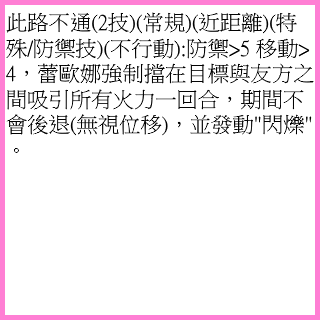 此路不通(2技)(常規)(近距離)(特
殊/防禦技)(不行動):防禦>5 移動>
4，蕾歐娜強制擋在目標與友方之
間吸引所有火力一回合，期間不
會後退(無視位移)，並發動"閃爍"
。